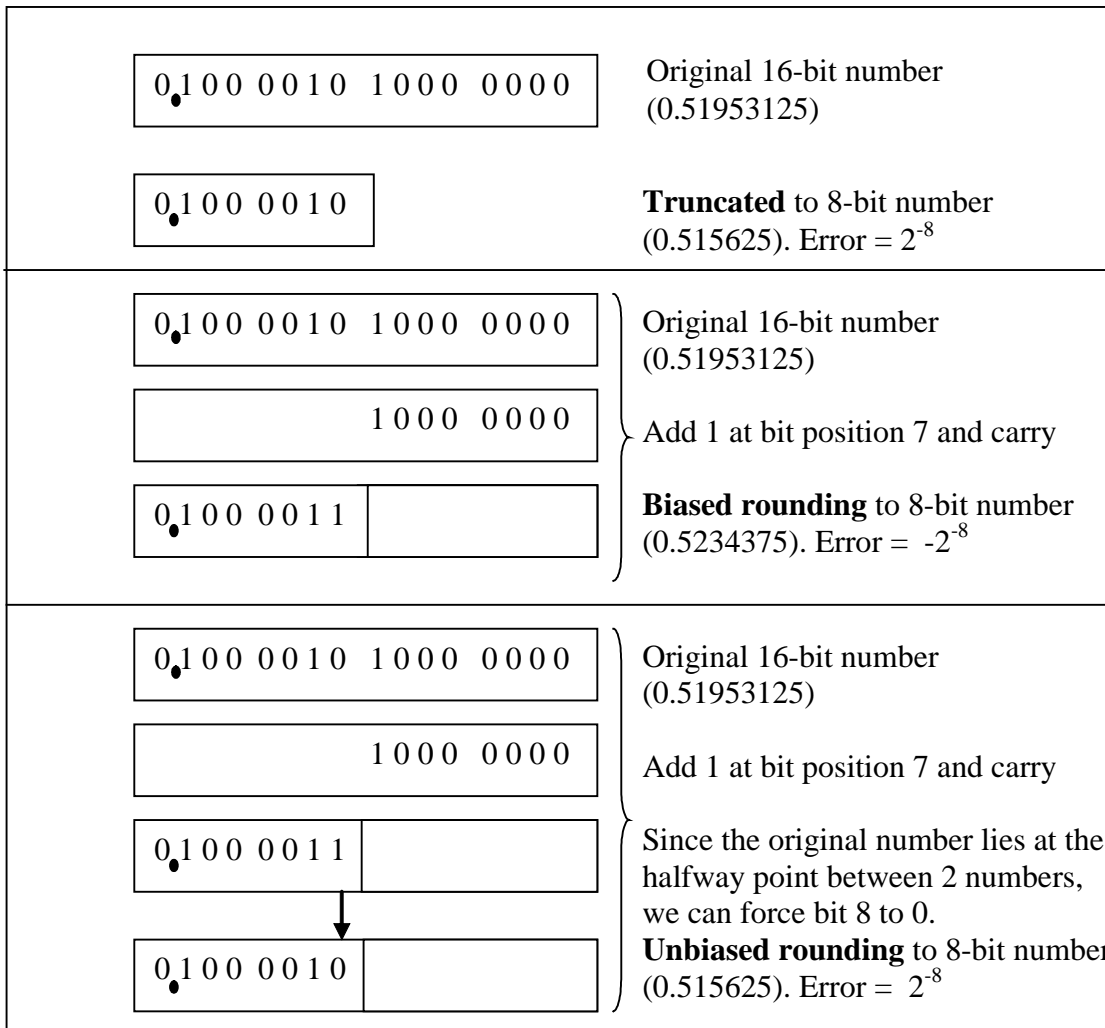 0.100 0010 1000 0000
Original 16-bit number
(0.51953125)
0.100 0010
Truncated to 8-bit number
(0.515625). Error = 2⁻⁸
0.100 0010 1000 0000
Original 16-bit number
(0.51953125)
1000 0000
Add 1 at bit position 7 and carry
0.100 0011
Biased rounding to 8-bit number
(0.5234375). Error = -2⁻⁸
0.100 0010 1000 0000
Original 16-bit number
(0.51953125)
1000 0000
Add 1 at bit position 7 and carry
0.100 0011
Since the original number lies at the
halfway point between 2 numbers,
we can force bit 8 to 0.
0.100 0010
Unbiased rounding to 8-bit number
(0.515625). Error = 2⁻⁸